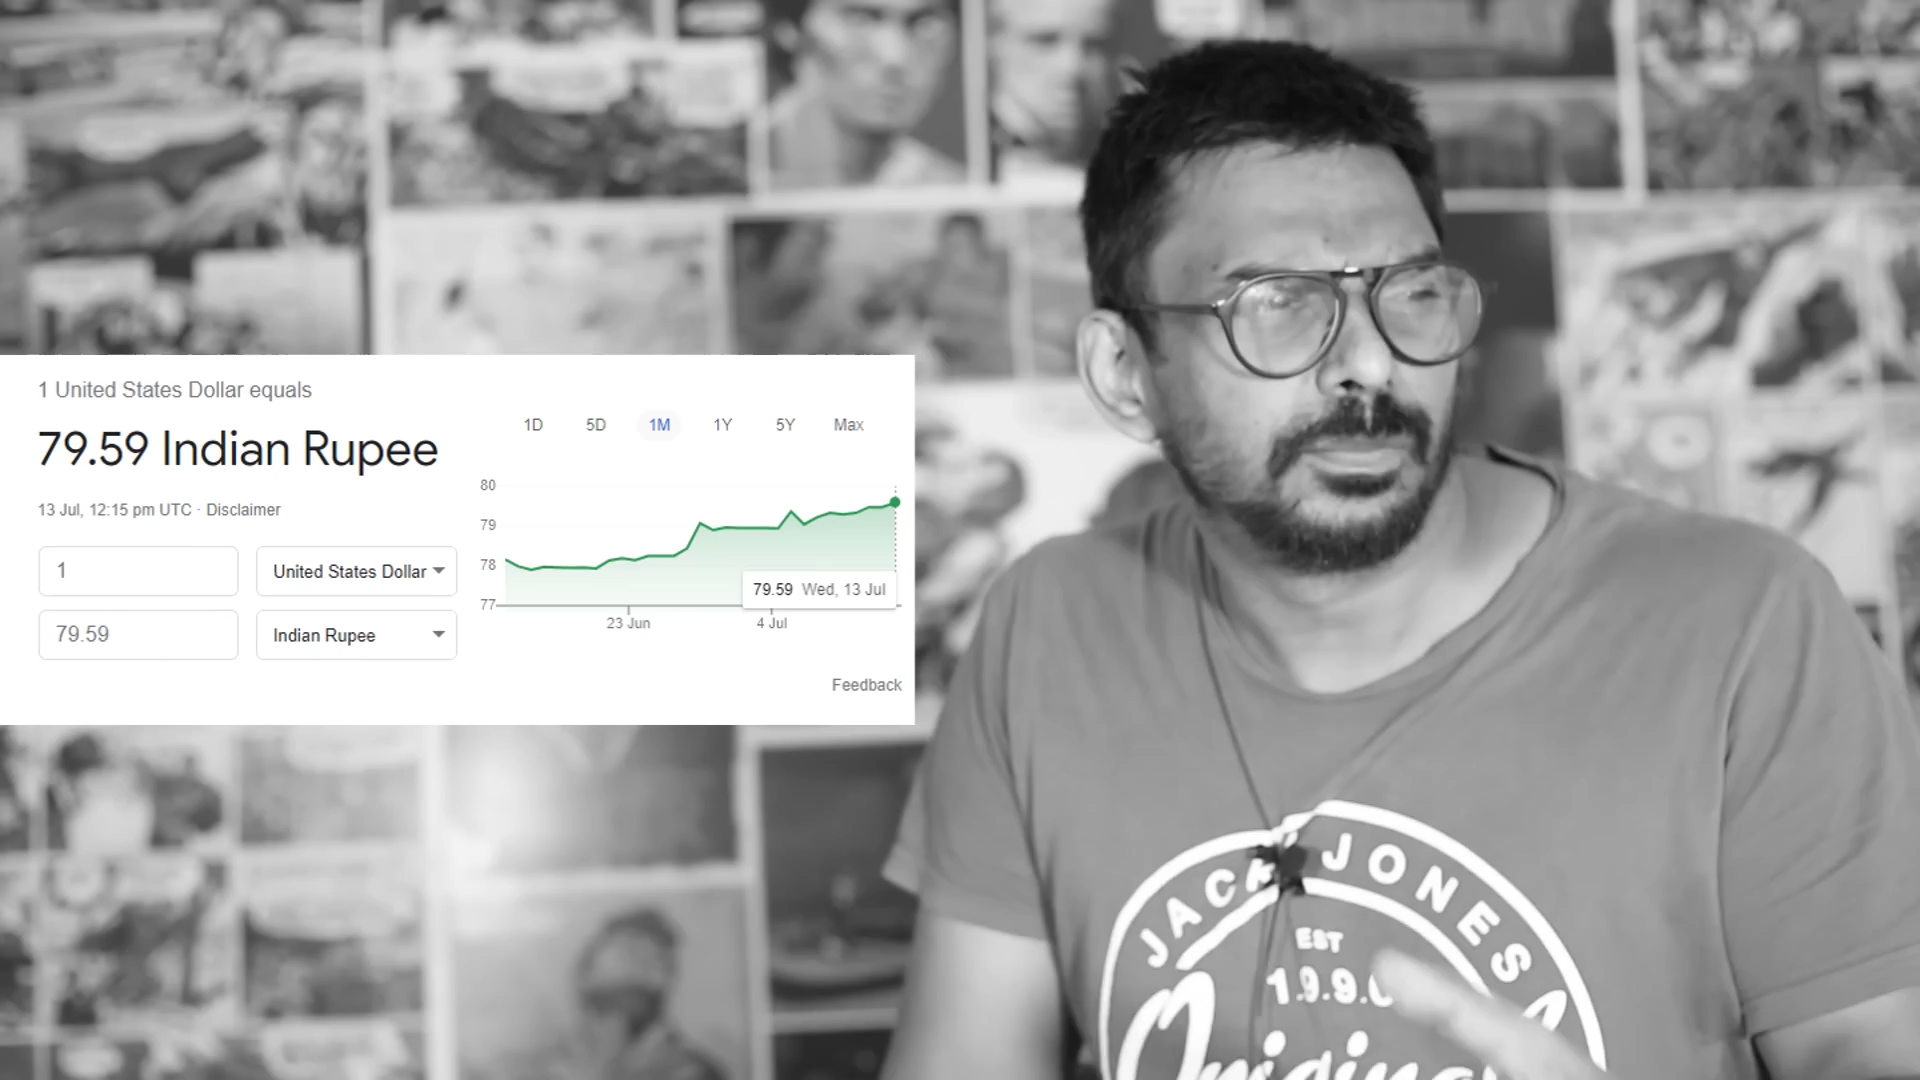 1 United States Dollar equals
79.59 Indian Rupee
13 Jul, 12:15 pm UTC · Disclaimer
1
United States Dollar
79.59
Indian Rupee
1D 5D 1M 1Y 5Y Max
80
79
78
77
79.59 Wed, 13 Jul
23 Jun 4 Jul
Feedback
JACK JONES
EST
Original